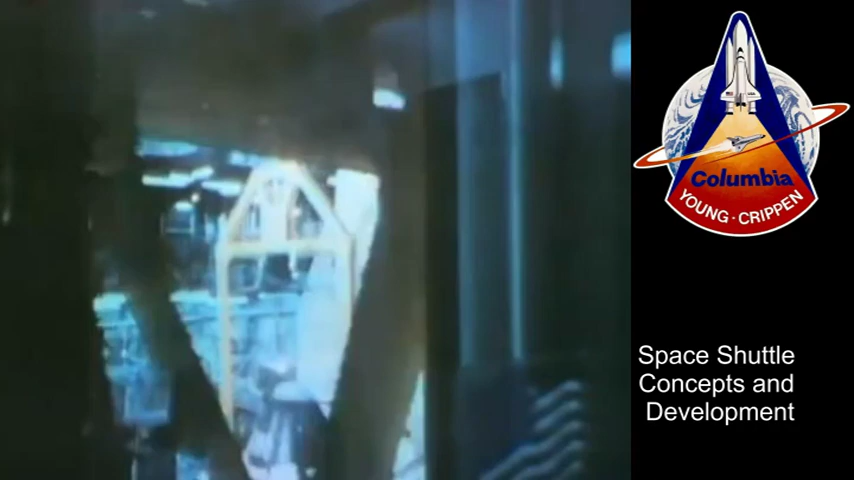 Columbia
YOUNG · CRIPPEN
Space Shuttle
Concepts and
Development